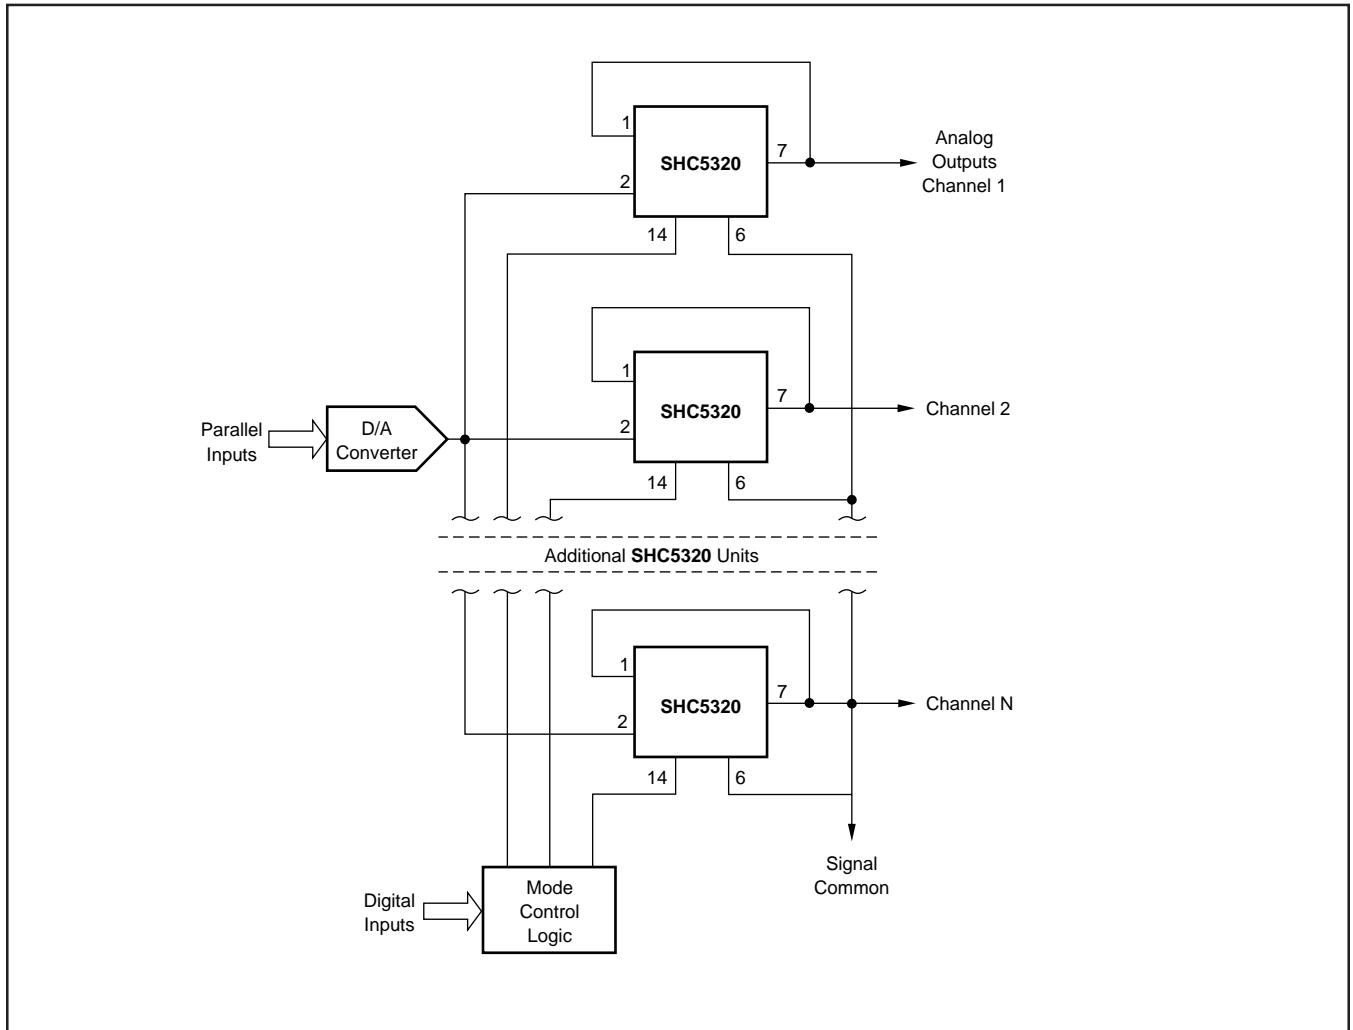 1
SHC5320
7
2
14
6
Analog
Outputs
Channel 1
1
SHC5320
7
2
14
6
Channel 2
Parallel
Inputs
D/A
Converter
Additional SHC5320 Units
1
SHC5320
7
2
14
6
Channel N
Signal
Common
Digital
Inputs
Mode
Control
Logic